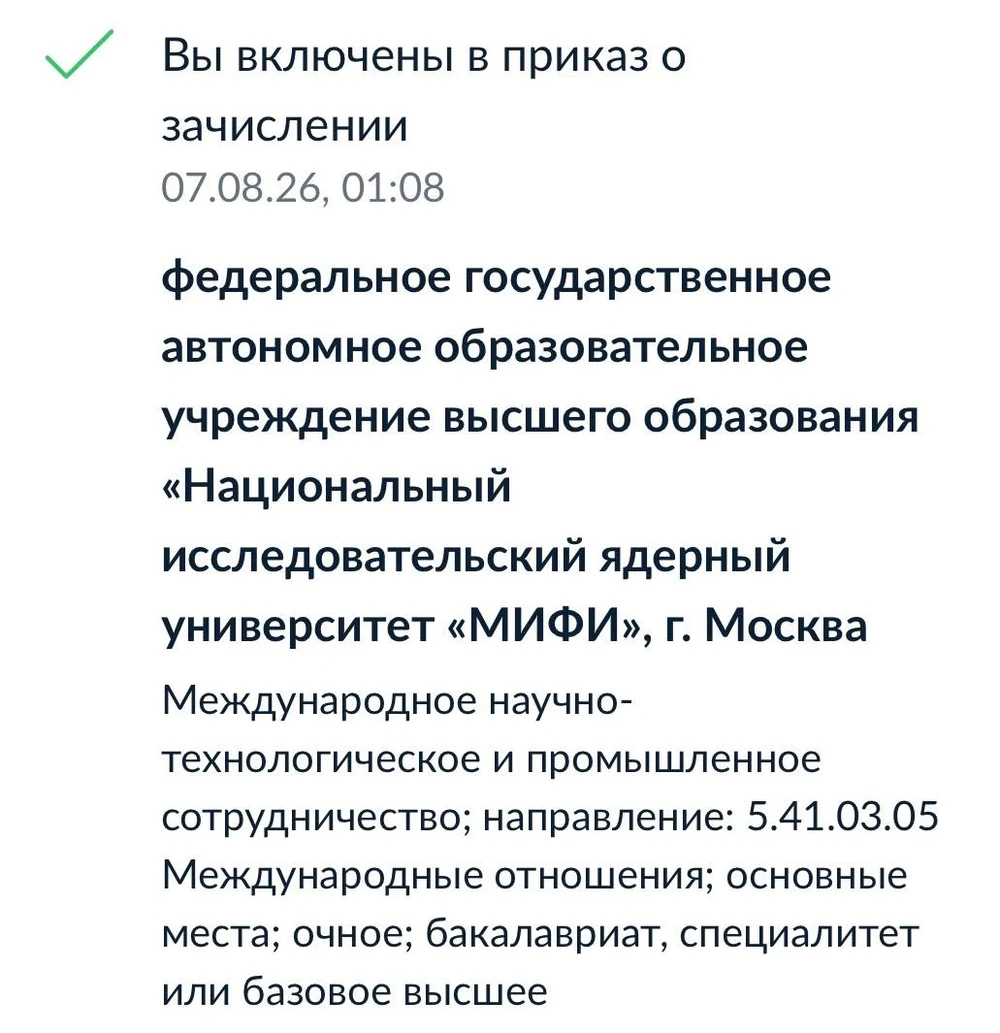 Вы включены в приказ о
зачислении
07.08.26, 01:08
федеральное государственное
автономное образовательное
учреждение высшего образования
«Национальный
исследовательский ядерный
университет «МИФИ», г. Москва
Международное научно-
технологическое и промышленное
сотрудничество; направление: 5.41.03.05
Международные отношения; основные
места; очное; бакалавриат, специалитет
или базовое высшее